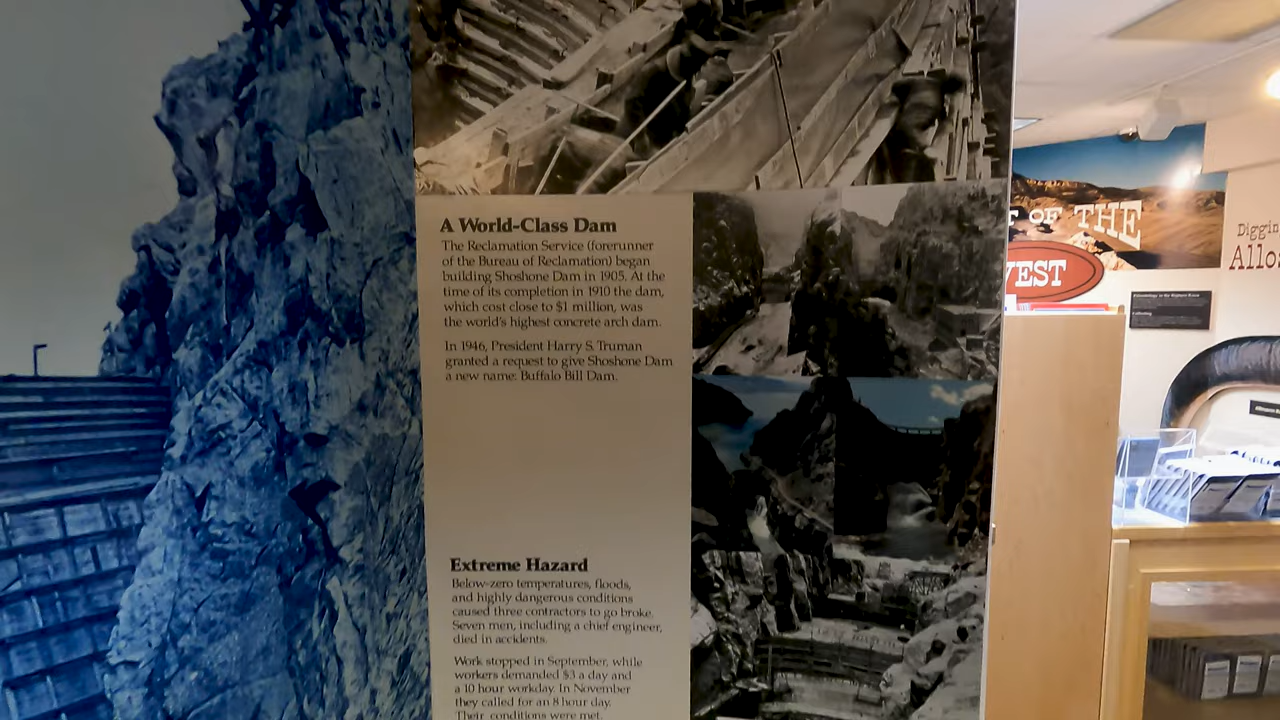 A World-Class Dam
The Reclamation Service (forerunner
of the Bureau of Reclamation) began
building Shoshone Dam in 1905. At the
time of its completion in 1910 the dam,
which cost close to $1 million, was
the world's highest concrete arch dam.
In 1946, President Harry S. Truman
granted a request to give Shoshone Dam
a new name: Buffalo Bill Dam.
Extreme Hazard
Below-zero temperatures, floods,
and highly dangerous conditions
caused three contractors to go broke.
Seven men, including a chief engineer,
died in accidents.
Work stopped in September, while
workers demanded $3 a day and
a 10 hour workday. In November
they called for an 8 hour day.
Their conditions were met.
OF THE
EST
Diggin
Allo